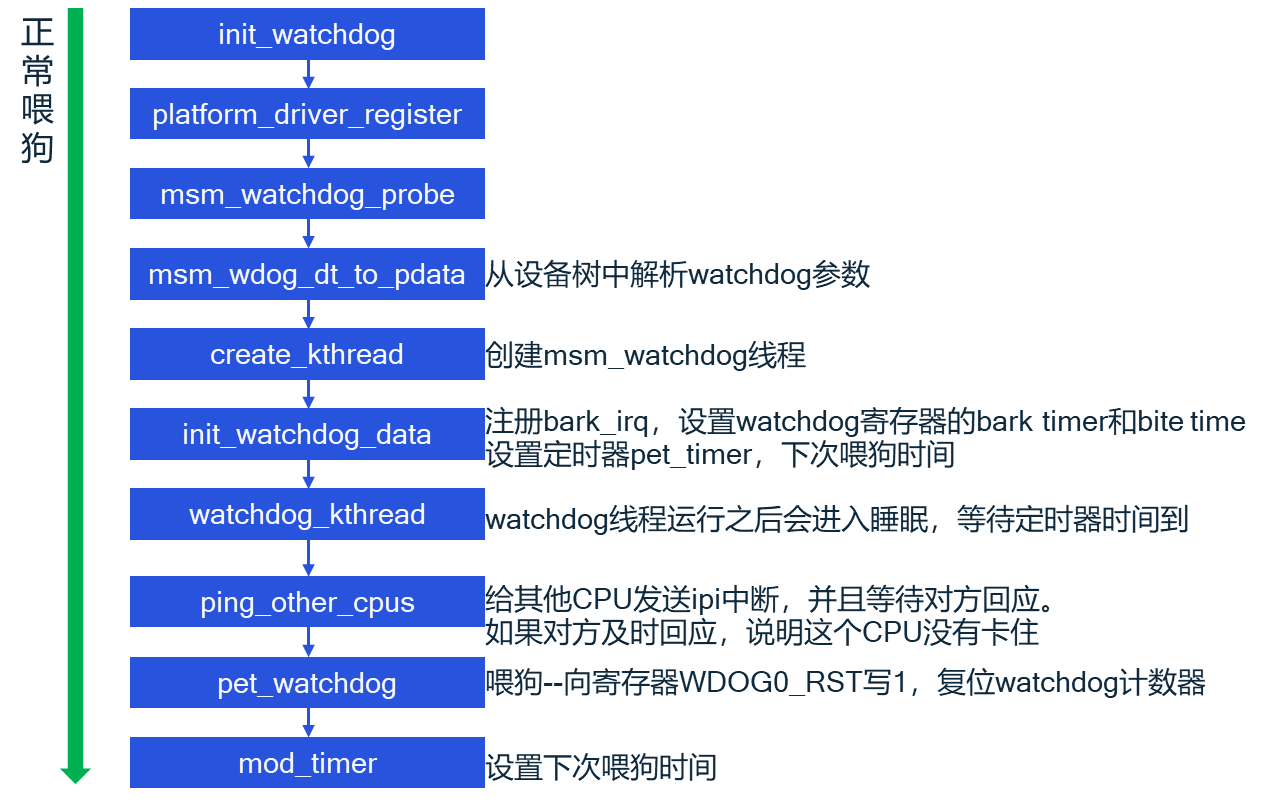 正常喂狗
init_watchdog
platform_driver_register
msm_watchdog_probe
msm_wdog_dt_to_pdata
从设备树中解析watchdog参数
create_kthread
创建msm_watchdog线程
init_watchdog_data
注册bark_irq，设置watchdog寄存器的bark timer和bite time
设置定时器pet_timer，下次喂狗时间
watchdog_kthread
watchdog线程运行之后会进入睡眠，等待定时器时间到
ping_other_cpus
给其他CPU发送ipi中断，并且等待对方回应。
如果对方及时回应，说明这个CPU没有卡住
pet_watchdog
喂狗--向寄存器WDOG0_RST写1，复位watchdog计数器
mod_timer
设置下次喂狗时间